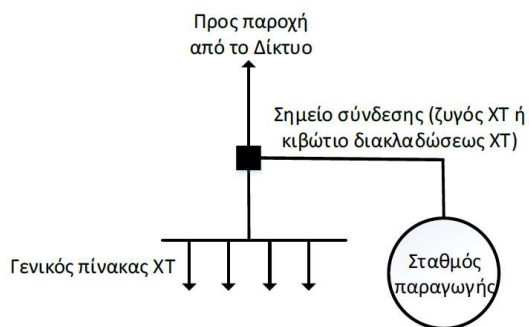 Προς παροχή
από το Δίκτυο
Σημείο σύνδεσης (ζυγός ΧΤ ή
κιβώτιο διακλαδώσεως ΧΤ)
Γενικός πίνακας ΧΤ
Σταθμός
παραγωγής